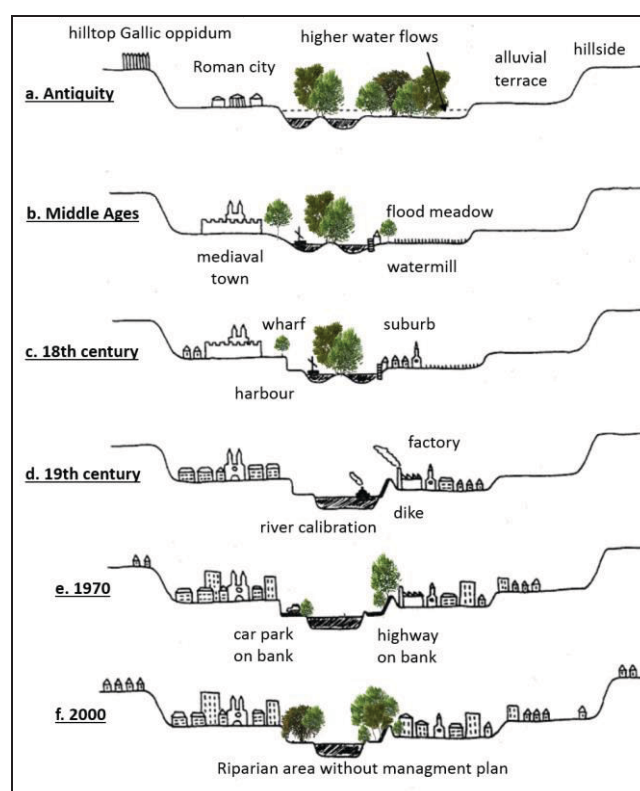 hilltop Gallic oppidum
higher water flows
hillside
Roman city
alluvial
terrace
a. Antiquity
b. Middle Ages
flood meadow
mediaval
town
watermill
wharf
suburb
c. 18th century
harbour
factory
d. 19th century
river calibration
dike
e. 1970
car park
on bank
highway
on bank
f. 2000
Riparian area without managment plan